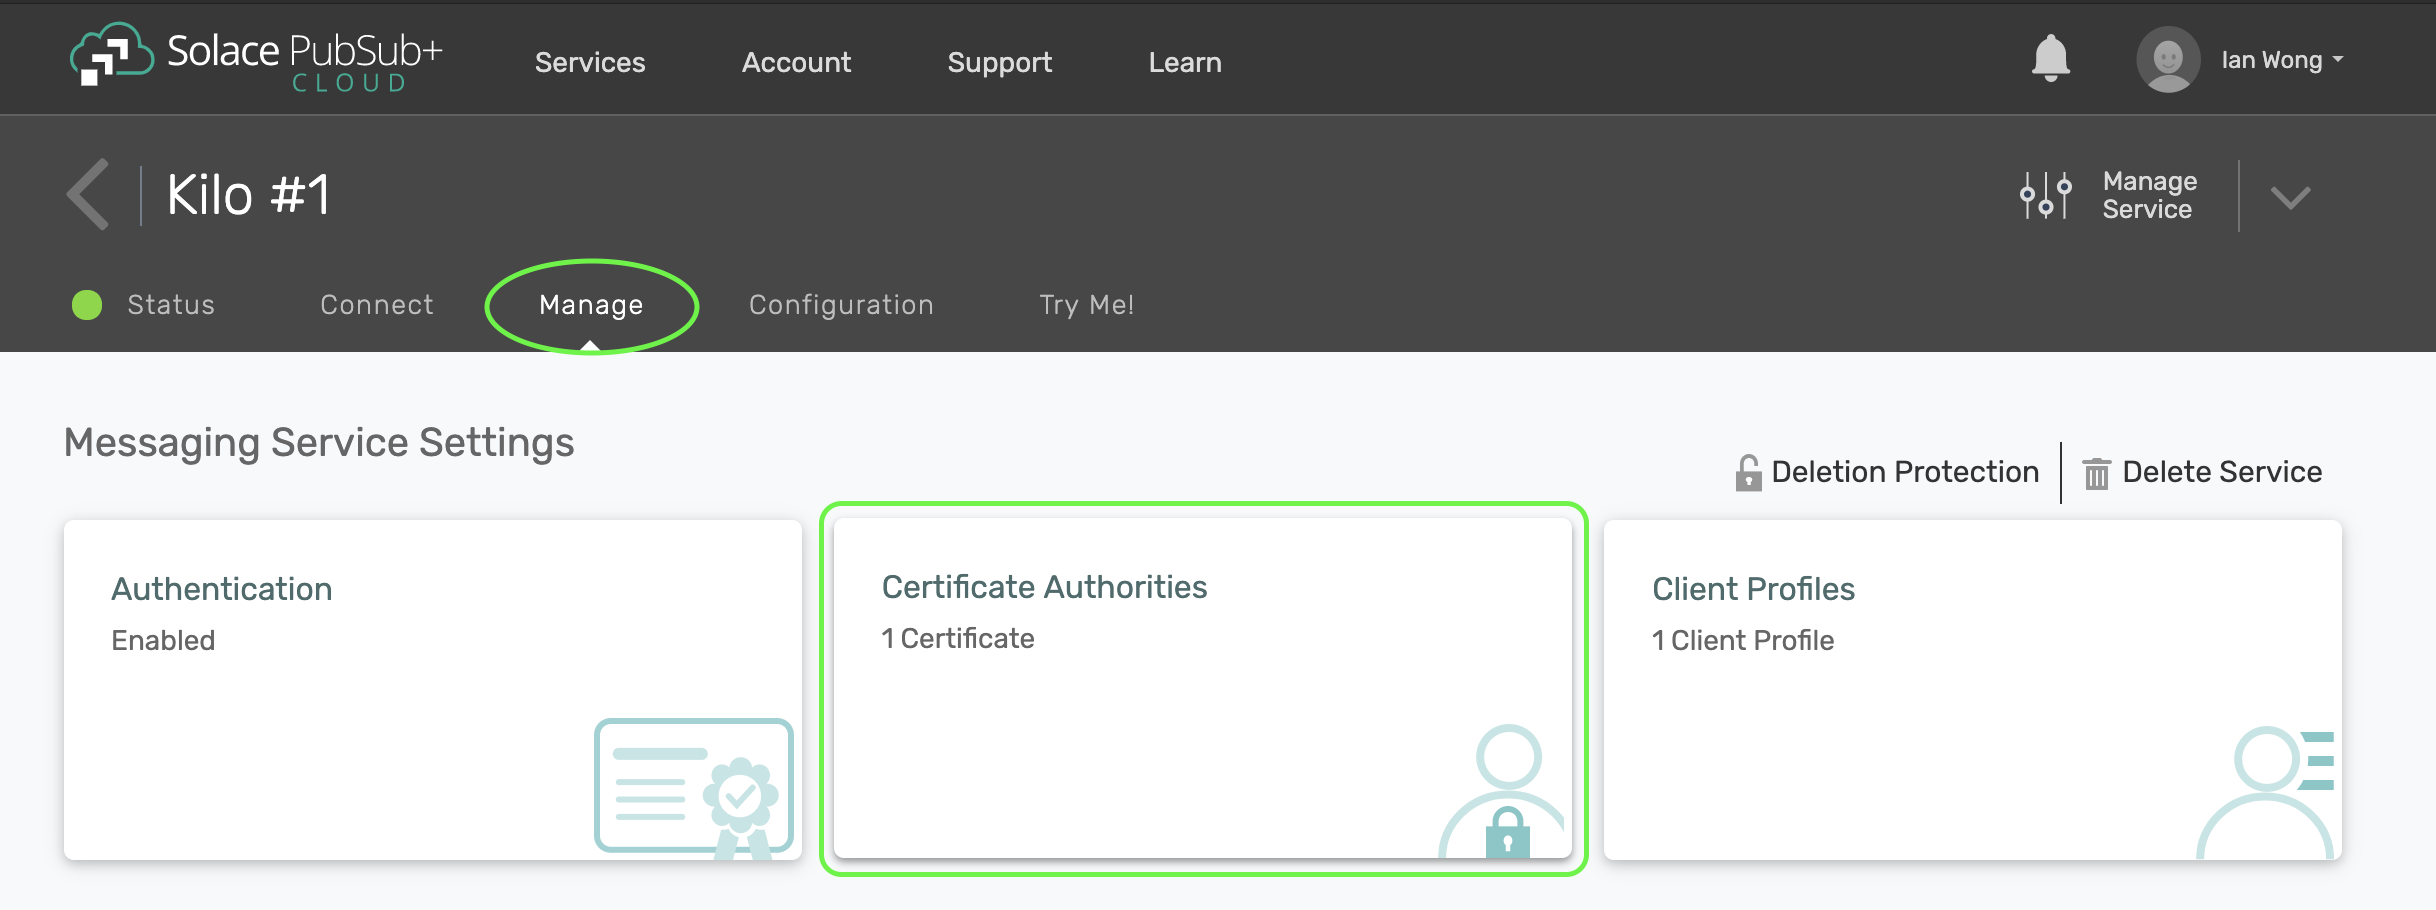 Solace PubSub+
CLOUD
Services
Account
Support
Learn
Ian Wong
Kilo #1
Manage
Service
Status
Connect
Manage
Configuration
Try Me!
Messaging Service Settings
Deletion Protection
Delete Service
Authentication
Enabled
Certificate Authorities
1 Certificate
Client Profiles
1 Client Profile